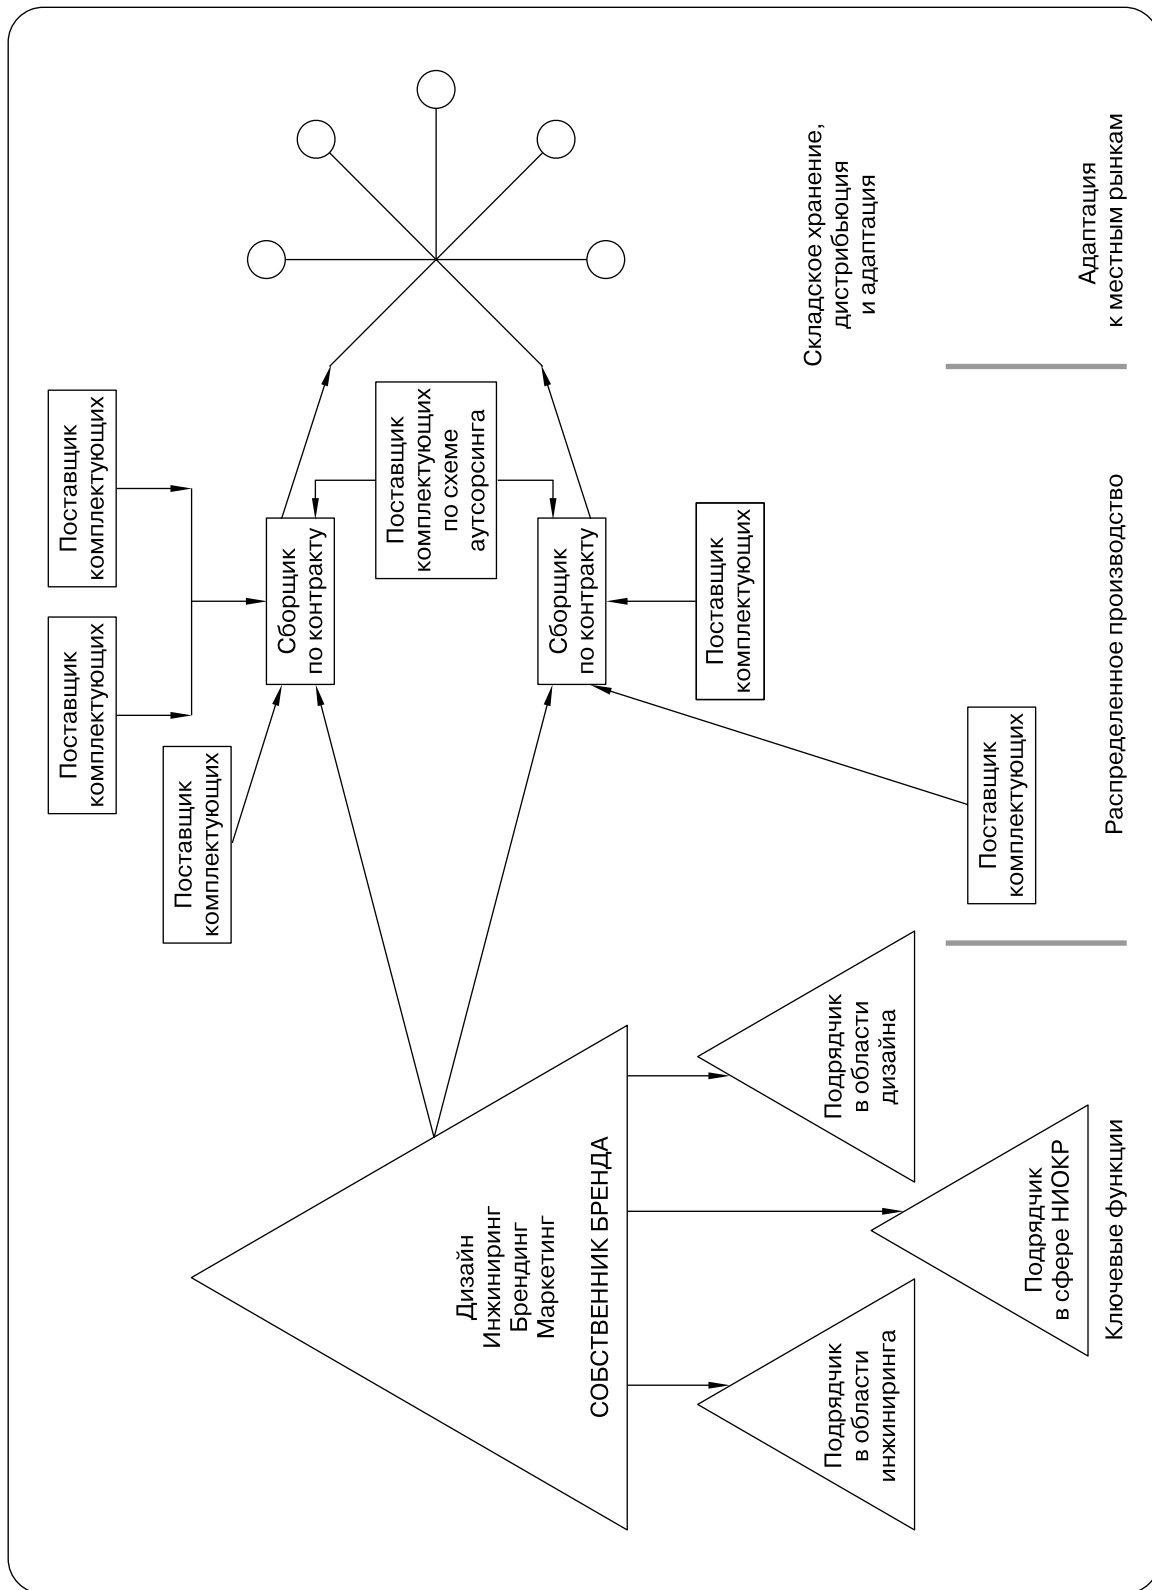 Дизайн
Инжиниринг
Брендинг
Маркетинг
СОБСТВЕННИК БРЕНДА
Подрядчик
в области
инжиниринга
Подрядчик
в сфере НИОКР
Подрядчик
в области
дизайна
Ключевые функции
Поставщик
комплектующих
Поставщик
комплектующих
Поставщик
комплектующих
Сборщик
по контракту
Поставщик
комплектующих
по схеме
аутсорсинга
Сборщик
по контракту
Поставщик
комплектующих
Поставщик
комплектующих
Распределенное производство
Складское хранение,
дистрибьюция
и адаптация
Адаптация
к местным рынкам